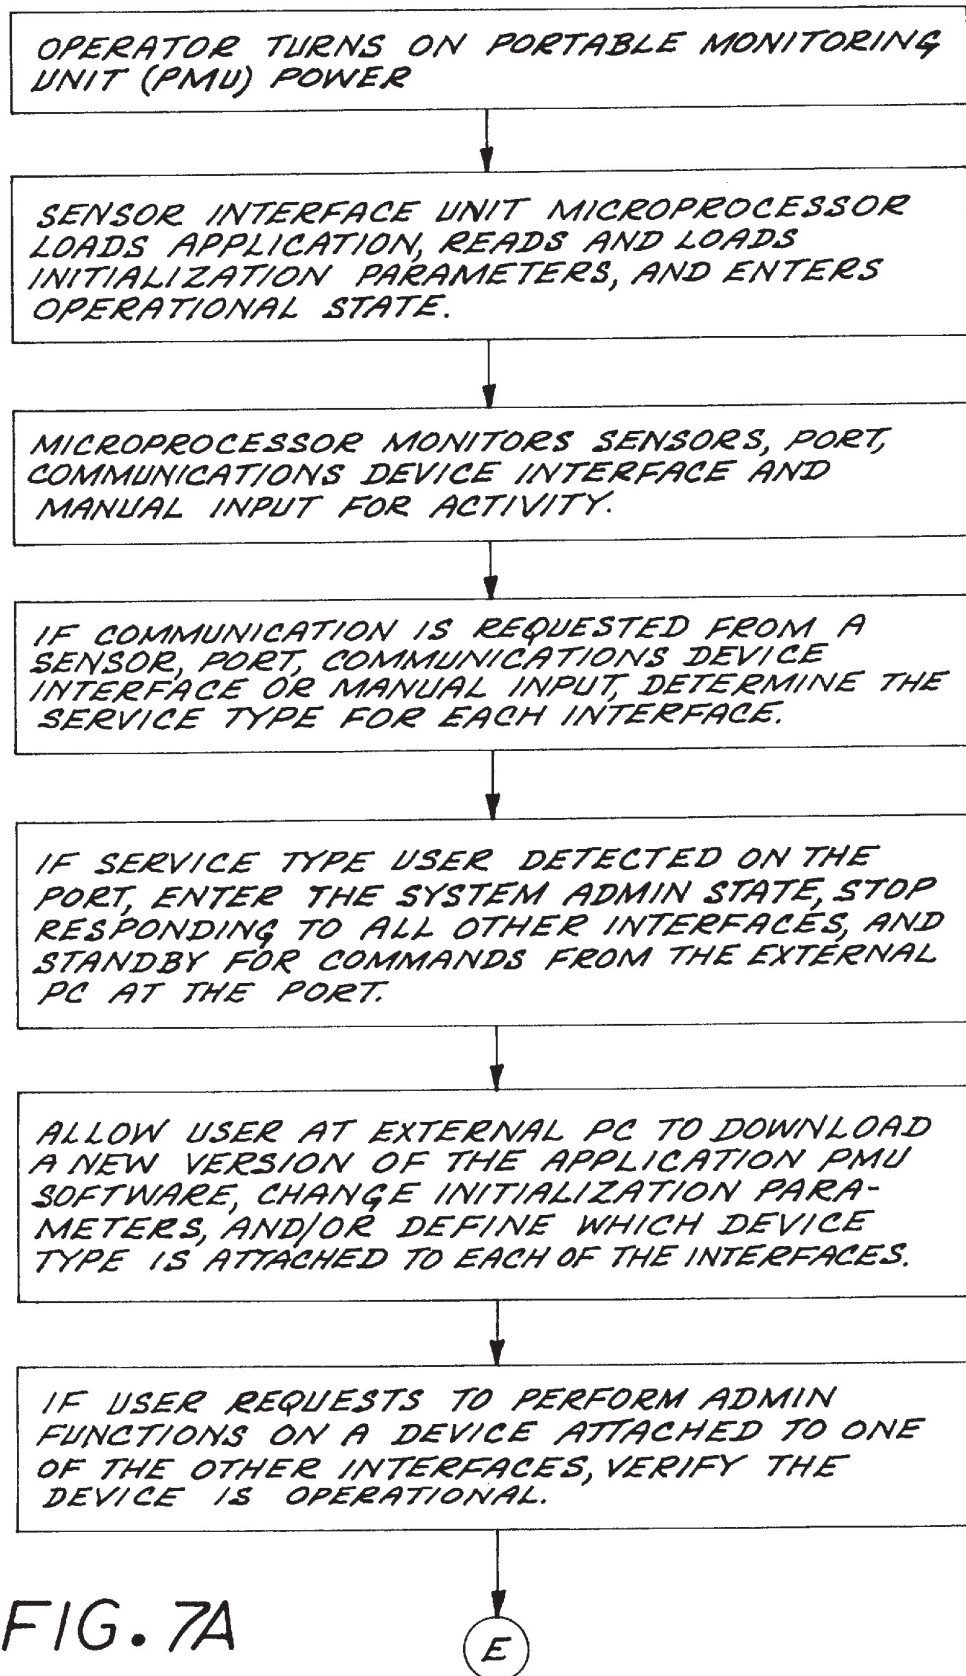 OPERATOR TURNS ON PORTABLE MONITORING
UNIT (PMU) POWER
SENSOR INTERFACE UNIT MICROPROCESSOR
LOADS APPLICATION, READS AND LOADS
INITIALIZATION PARAMETERS, AND ENTERS
OPERATIONAL STATE.
MICROPROCESSOR MONITORS SENSORS, PORT,
COMMUNICATIONS DEVICE INTERFACE AND
MANUAL INPUT FOR ACTIVITY.
IF COMMUNICATION IS REQUESTED FROM A
SENSOR, PORT, COMMUNICATIONS DEVICE
INTERFACE OR MANUAL INPUT, DETERMINE THE
SERVICE TYPE FOR EACH INTERFACE.
IF SERVICE TYPE USER DETECTED ON THE
PORT, ENTER THE SYSTEM ADMIN STATE, STOP
RESPONDING TO ALL OTHER INTERFACES, AND
STANDBY FOR COMMANDS FROM THE EXTERNAL
PC AT THE PORT.
ALLOW USER AT EXTERNAL PC TO DOWNLOAD
A NEW VERSION OF THE APPLICATION PMU
SOFTWARE, CHANGE INITIALIZATION PARA-
METERS, AND/OR DEFINE WHICH DEVICE
TYPE IS ATTACHED TO EACH OF THE INTERFACES.
IF USER REQUESTS TO PERFORM ADMIN
FUNCTIONS ON A DEVICE ATTACHED TO ONE
OF THE OTHER INTERFACES, VERIFY THE
DEVICE IS OPERATIONAL.
FIG. 7A
E